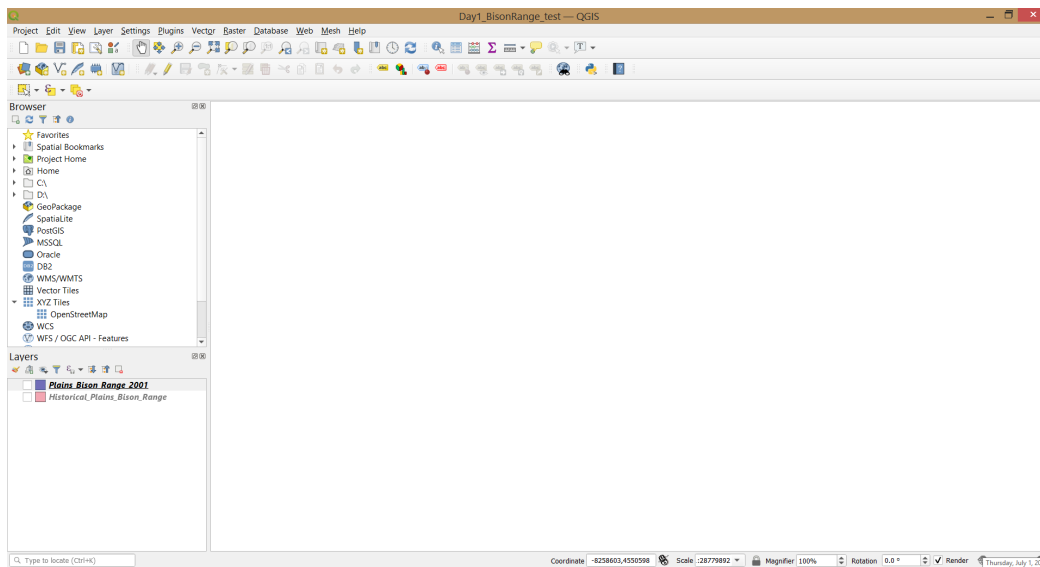 Day1_BisonRange_test — QGIS
Project Edit View Layer Settings Plugins Vector Raster Database Web Mesh Help
Browser
Favorites
Spatial Bookmarks
Project Home
Home
C:\
D:\
GeoPackage
SpatiaLite
PostGIS
MSSQL
Oracle
DB2
WMS/WMTS
Vector Tiles
XYZ Tiles
OpenStreetMap
WCS
WFS / OGC API - Features
Layers
Plains Bison Range 2001
Historical_Plains_Bison_Range
Type to locate (Ctrl+K) Coordinate -8258603,4550598 Scale :28779892 Magnifier 100% Rotation 0.0 ° Render Thursday, July 1, 20